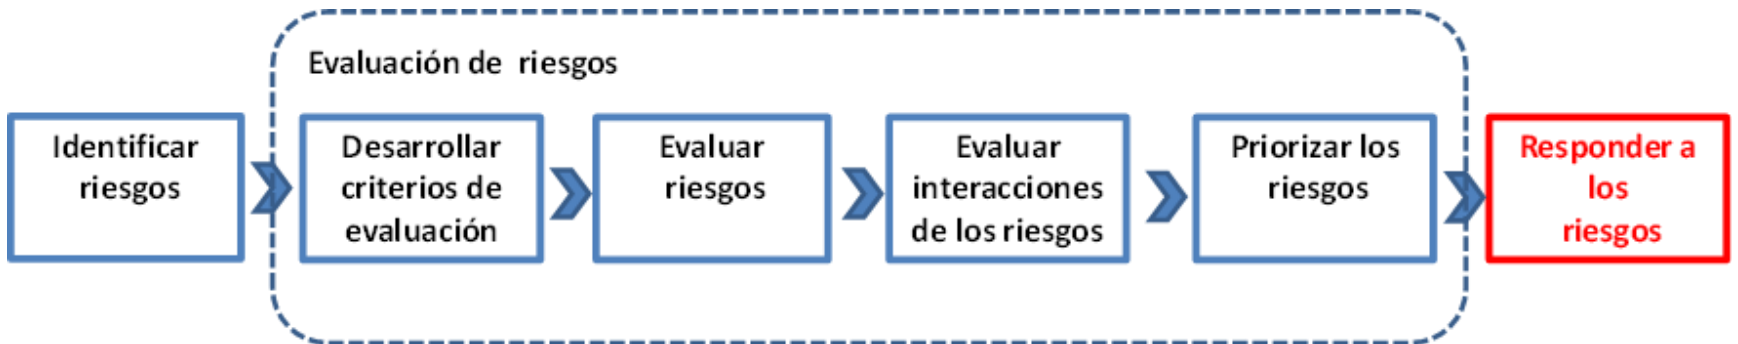 Evaluación de riesgos
Identificar
riesgos
Desarrollar
criterios de
evaluación
Evaluar
riesgos
Evaluar
interacciones
de los riesgos
Priorizar los
riesgos
Responder a
los
riesgos